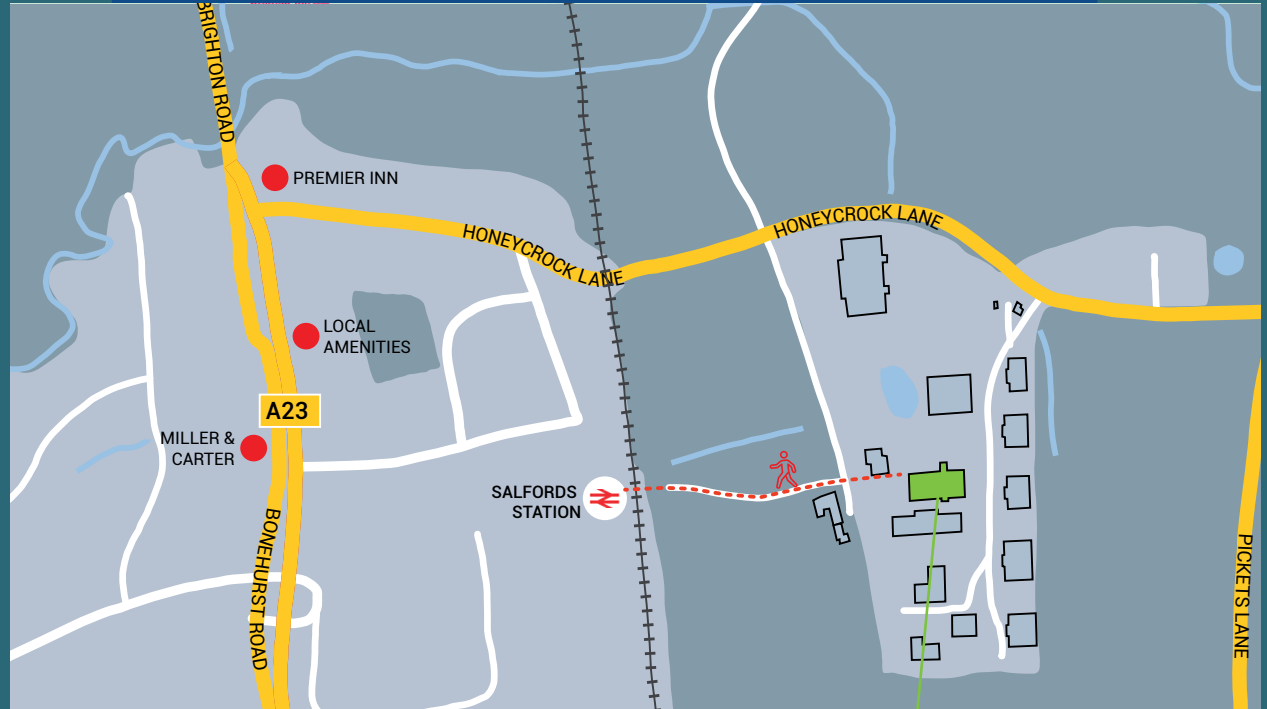 BRIGHTON ROAD
PREMIER INN
HONEYCROCK LANE
HONEYCROCK LANE
LOCAL
AMENITIES
A23
MILLER &
CARTER
SALFORDS
STATION
BONEHURST ROAD
PICKETS LANE